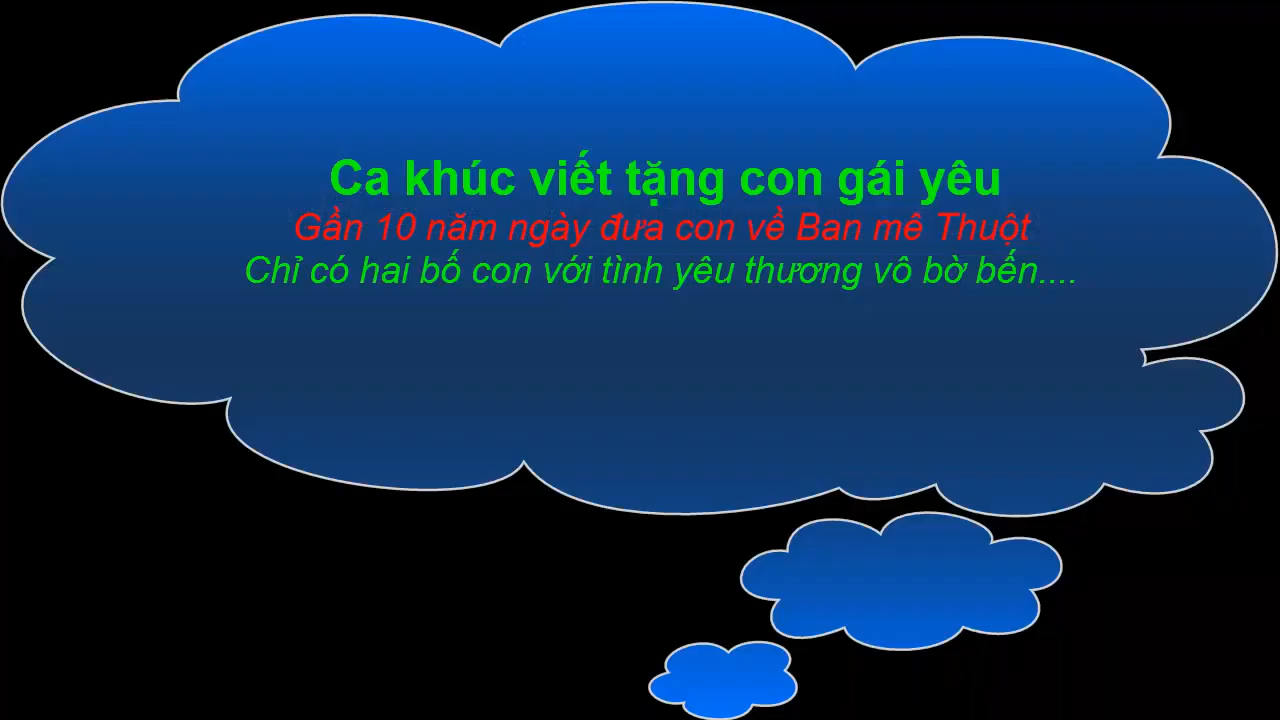 Ca khúc viết tặng con gái yêu
Gần 10 năm ngày đưa con về Ban mê Thuột
Chỉ có hai bố con với tình yêu thương vô bờ bến....